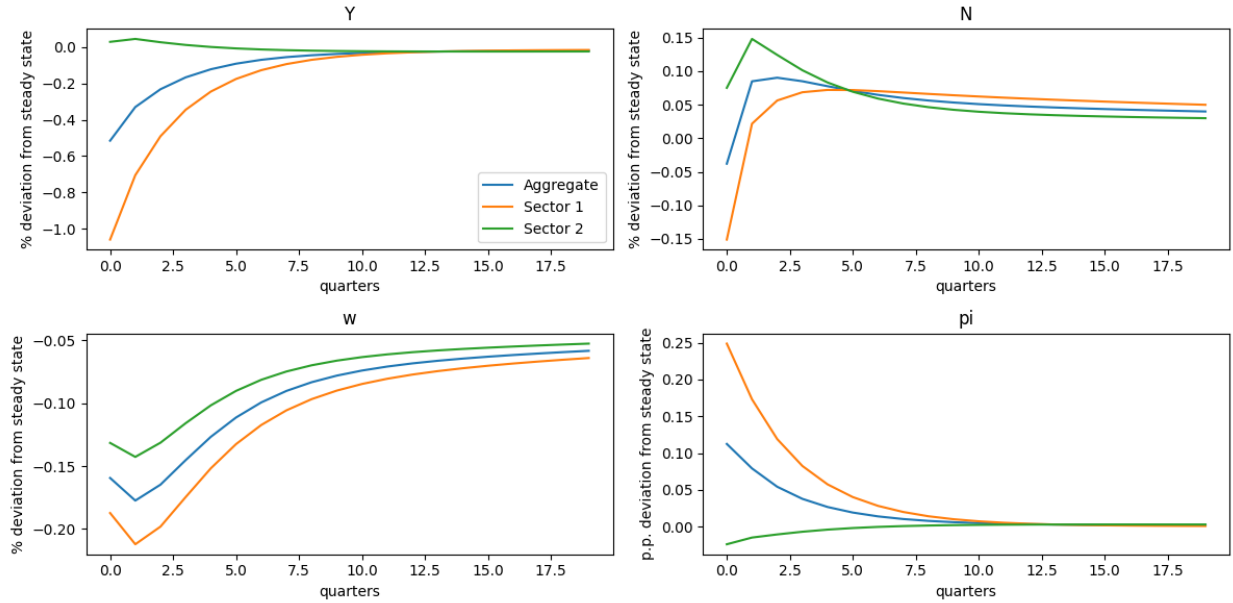 Y
% deviation from steady state
0.0
−0.2
−0.4
−0.6
−0.8
−1.0
Aggregate
Sector 1
Sector 2
0.0 2.5 5.0 7.5 10.0 12.5 15.0 17.5
quarters
N
% deviation from steady state
0.15
0.10
0.05
0.00
−0.05
−0.10
−0.15
0.0 2.5 5.0 7.5 10.0 12.5 15.0 17.5
quarters
w
% deviation from steady state
−0.05
−0.10
−0.15
−0.20
0.0 2.5 5.0 7.5 10.0 12.5 15.0 17.5
quarters
pi
p.p. deviation from steady state
0.25
0.20
0.15
0.10
0.05
0.00
0.0 2.5 5.0 7.5 10.0 12.5 15.0 17.5
quarters